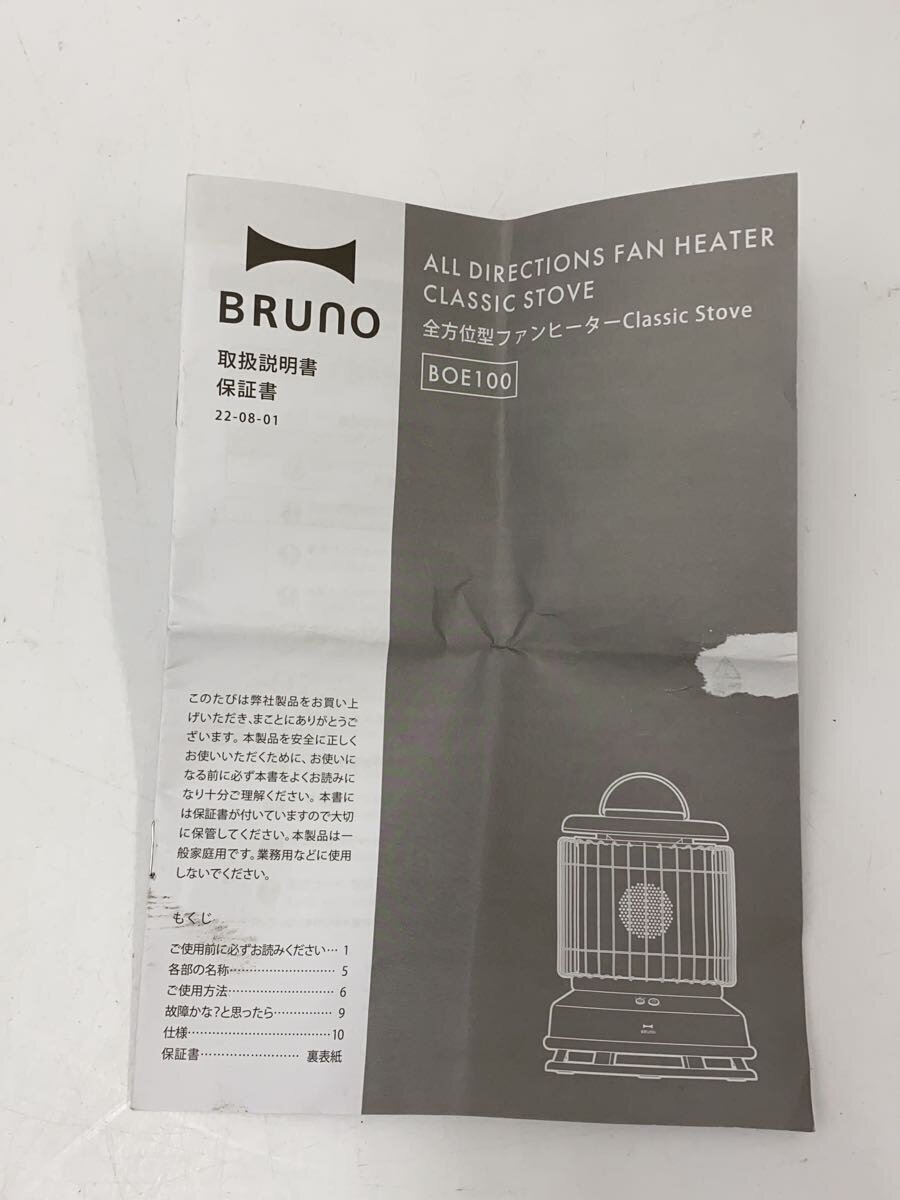 BRUNO
取扱説明書
保証書
22-08-01
ALL DIRECTIONS FAN HEATER
CLASSIC STOVE
全方位型ファンヒーターClassic Stove
BOE100
このたびは弊社製品をお買い上
げいただき、まことにありがとうご
ざいます。本製品を安全に正しく
お使いいただくために、お使いに
なる前に必ず本書をよくお読みに
なり十分ご理解ください。本書に
は保証書が付いていますので大切
に保管してください。本製品は一
般家庭用です。業務用などに使用
しないでください。
もくじ
ご使用前に必ずお読みください… 1
各部の名称……………………… 5
ご使用方法……………………… 6
故障かな?と思ったら…………… 9
仕様………………………………10
保証書…………………… 裏表紙
BRUNO